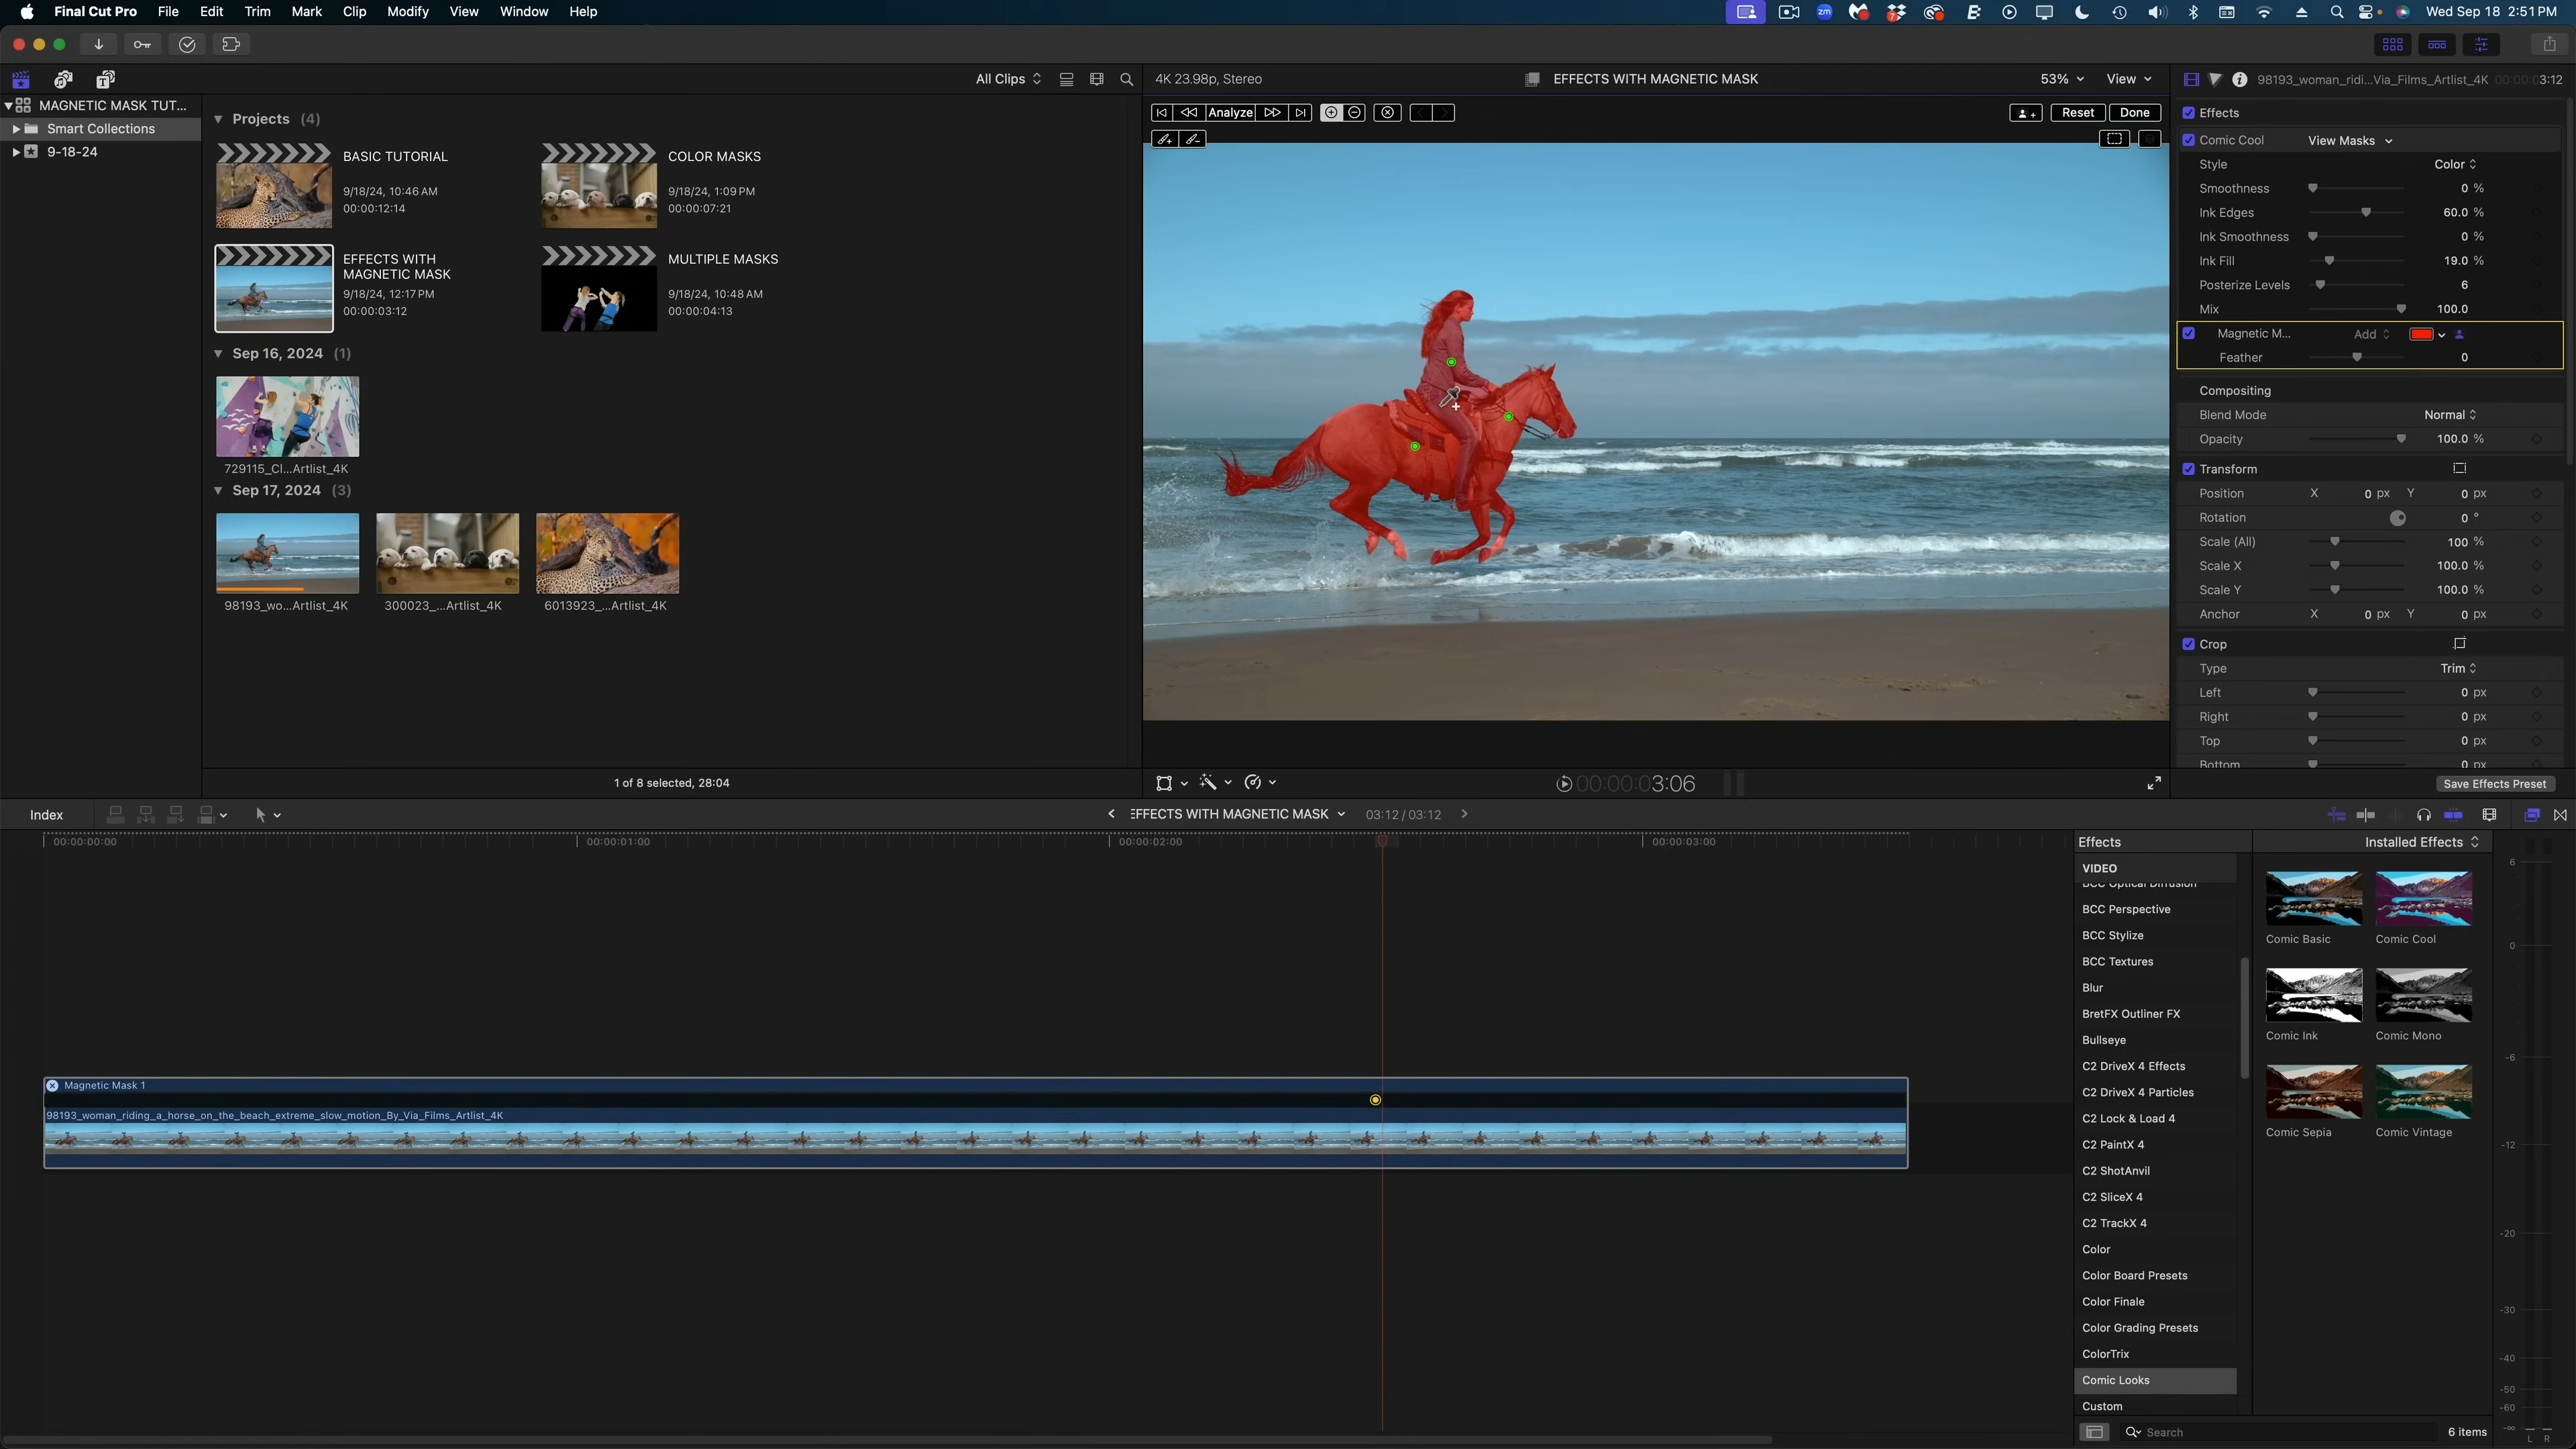 Final Cut Pro File Edit Trim Mark Clip Modify View Window Help
zm 7 Wed Sep 18 2:51 PM
All Clips
4K 23.98p, Stereo
EFFECTS WITH MAGNETIC MASK
53% View
98193_woman_ridi...Via_Films_Artlist_4K 00:00:03:12
MAGNETIC MASK TUT...
Smart Collections
9-18-24
Projects (4)
BASIC TUTORIAL
9/18/24, 10:46 AM
00:00:12:14
COLOR MASKS
9/18/24, 1:09 PM
00:00:07:21
EFFECTS WITH
MAGNETIC MASK
9/18/24, 12:17 PM
00:00:03:12
MULTIPLE MASKS
9/18/24, 10:48 AM
00:00:04:13
Sep 16, 2024 (1)
729115_Cl...Artlist_4K
Sep 17, 2024 (3)
98193_wo...Artlist_4K
300023_...Artlist_4K
6013923_...Artlist_4K
1 of 8 selected, 28:04
Analyze
Reset
Done
00:00:00:3:06
Effects
Comic Cool View Masks
Style Color
Smoothness 0 %
Ink Edges 60.0 %
Ink Smoothness 0 %
Ink Fill 19.0 %
Posterize Levels 6
Mix 100.0
Magnetic M... Add
Feather 0
Compositing
Blend Mode Normal
Opacity 100.0 %
Transform
Position X 0 px Y 0 px
Rotation 0 °
Scale (All) 100 %
Scale X 100.0 %
Scale Y 100.0 %
Anchor X 0 px Y 0 px
Crop
Type Trim
Left 0 px
Right 0 px
Top 0 px
Bottom 0 px
Save Effects Preset
Index
EFFECTS WITH MAGNETIC MASK
03:12 / 03:12
00:00:00:00
00:00:01:00
00:00:02:00
00:00:03:00
Magnetic Mask 1
98193_woman_riding_a_horse_on_the_beach_extreme_slow_motion_By_Via_Films_Artlist_4K
Effects
Installed Effects
VIDEO
BCC Optical Diffusion
BCC Perspective
BCC Stylize
BCC Textures
Blur
BretFX Outliner FX
Bullseye
C2 DriveX 4 Effects
C2 DriveX 4 Particles
C2 Lock & Load 4
C2 PaintX 4
C2 ShotAnvil
C2 SliceX 4
C2 TrackX 4
Color
Color Board Presets
Color Finale
Color Grading Presets
ColorTrix
Comic Looks
Custom
Comic Basic
Comic Cool
Comic Ink
Comic Mono
Comic Sepia
Comic Vintage
Search
6 items
6
0
-6
-12
-20
-30
-40
-50
-60
-∞
L R